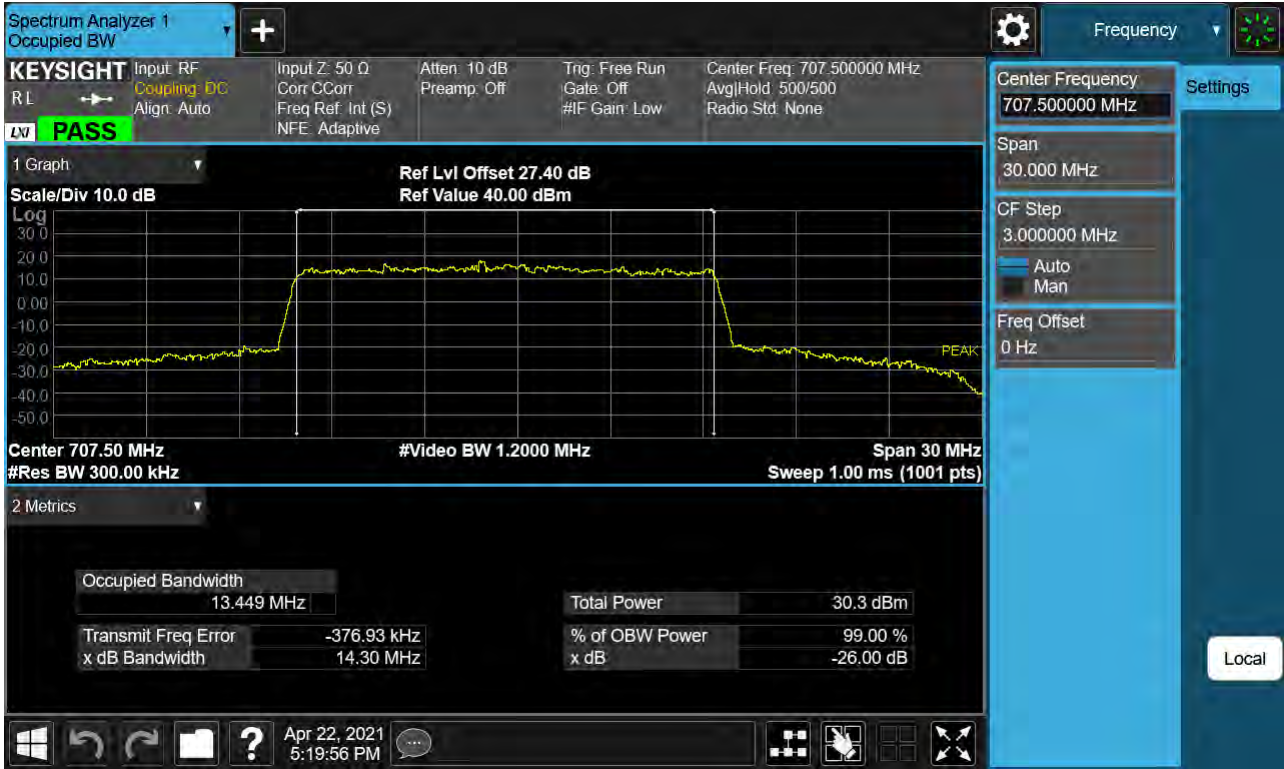 Spectrum Analyzer 1
Occupied BW
Frequency
KEYSIGHT
RL
LXI
PASS
Input: RF
Coupling: DC
Align: Auto
Input Z: 50 Ω
Corr CCorr
Freq Ref: Int (S)
NFE: Adaptive
Atten: 10 dB
Preamp: Off
Trig: Free Run
Gate: Off
#IF Gain: Low
Center Freq: 707.500000 MHz
Avg|Hold: 500/500
Radio Std: None
Center Frequency
707.500000 MHz
Settings
Span
30.000 MHz
CF Step
3.000000 MHz
Auto
Man
Freq Offset
0 Hz
1 Graph
Scale/Div 10.0 dB
Ref Lvl Offset 27.40 dB
Ref Value 40.00 dBm
Log
30.0
20.0
10.0
0.00
-10.0
-20.0
-30.0
-40.0
-50.0
PEAK
Center 707.50 MHz
#Video BW 1.2000 MHz
Span 30 MHz
#Res BW 300.00 kHz
Sweep 1.00 ms (1001 pts)
2 Metrics
Occupied Bandwidth
13.449 MHz
Total Power 30.3 dBm
Transmit Freq Error -376.93 kHz
% of OBW Power 99.00 %
x dB Bandwidth 14.30 MHz
x dB -26.00 dB
Local
?
Apr 22, 2021
5:19:56 PM